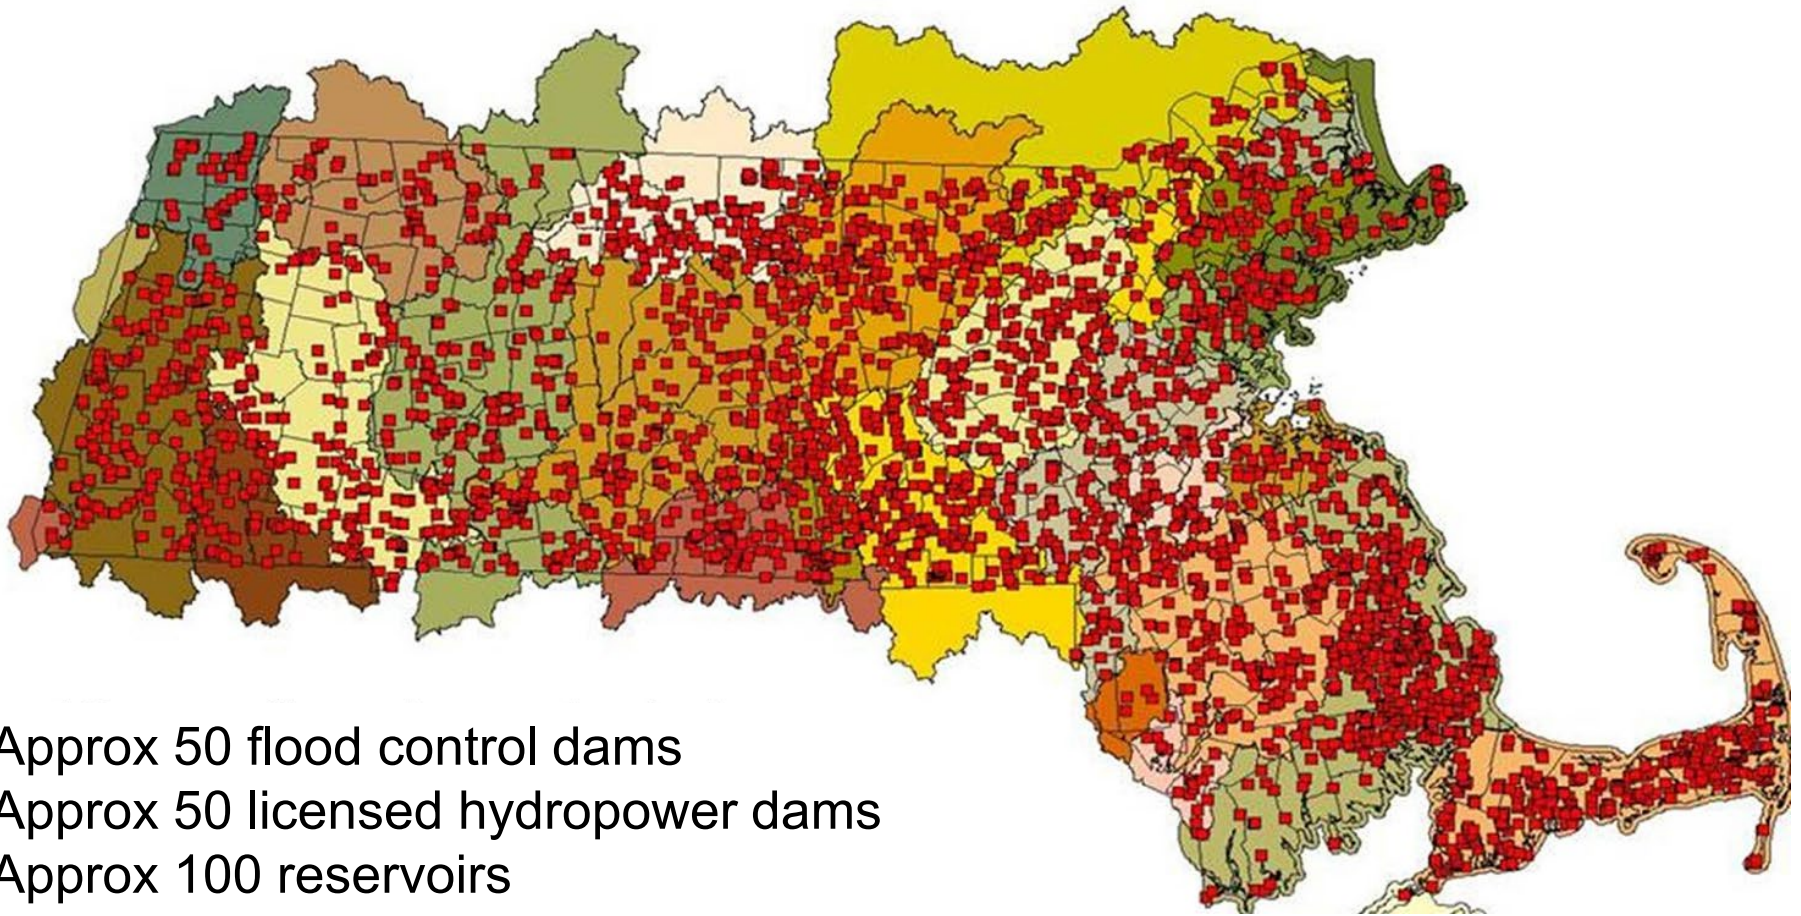 Approx 50 flood control dams
Approx 50 licensed hydropower dams
Approx 100 reservoirs